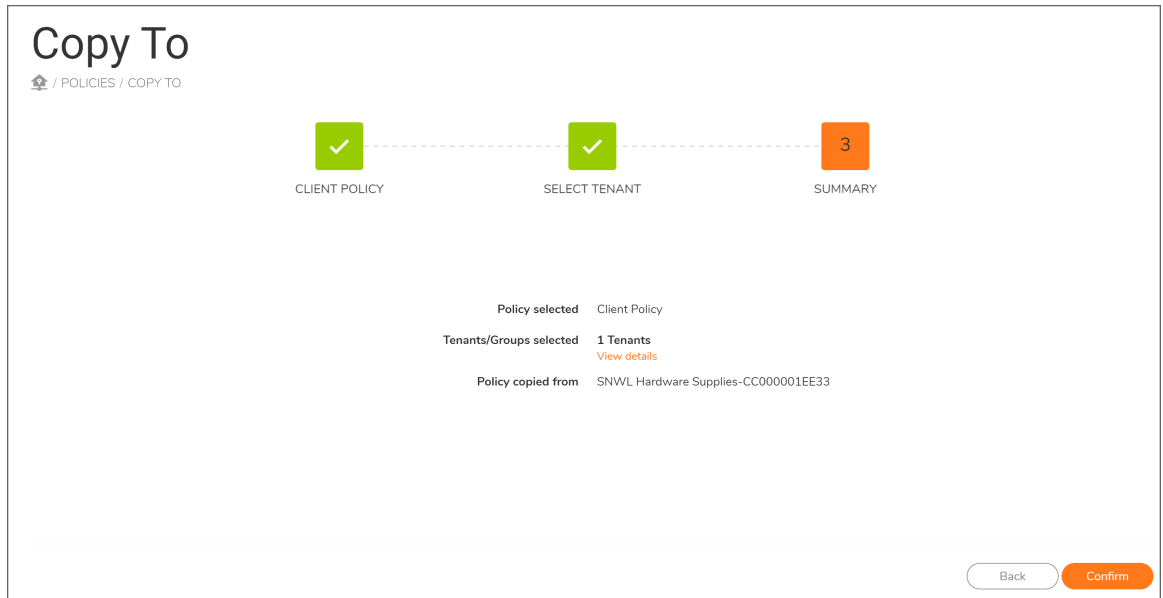 Copy To
/ POLICIES / COPY TO
3
CLIENT POLICY
SELECT TENANT
SUMMARY
Policy selected Client Policy
Tenants/Groups selected 1 Tenants
View details
Policy copied from SNWL Hardware Supplies-CC000001EE33
Back
Confirm